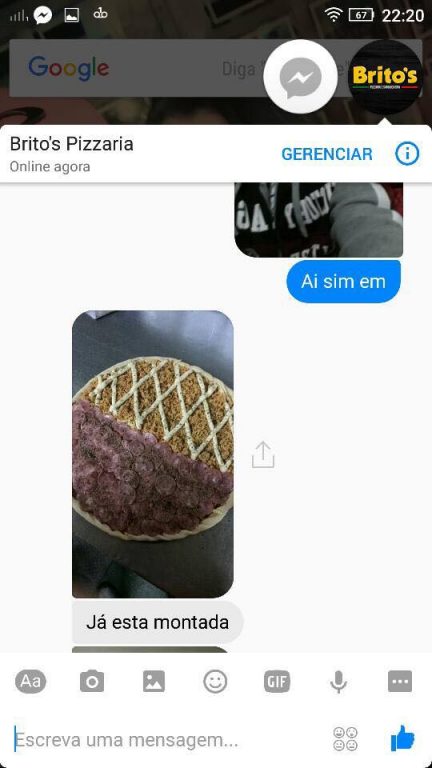 67
22:20
Google
Diga "
e"
Brito's
Brito's Pizzaria
Online agora
GERENCIAR
Ai sim em
Já esta montada
Aa
GIF
Escreva uma mensagem...